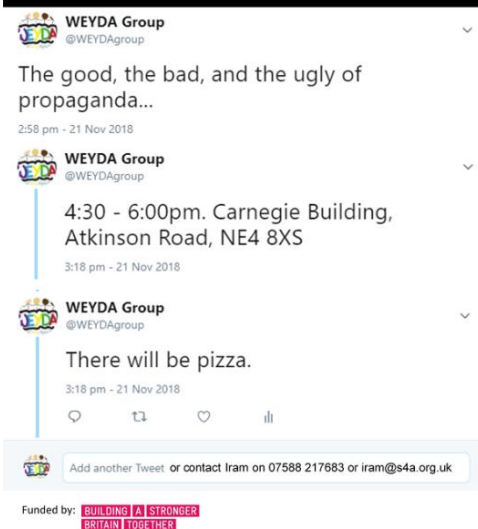 WEYDA Group
@WEYDAgroup
The good, the bad, and the ugly of
propaganda...
2:58 pm - 21 Nov 2018
WEYDA Group
@WEYDAgroup
4:30 - 6:00pm. Carnegie Building,
Atkinson Road, NE4 8XS
3:18 pm - 21 Nov 2018
WEYDA Group
@WEYDAgroup
There will be pizza.
3:18 pm - 21 Nov 2018
Add another Tweet or contact Iram on 07588 217683 or iram@s4a.org.uk
Funded by: BUILDING A STRONGER
BRITAIN TOGETHER